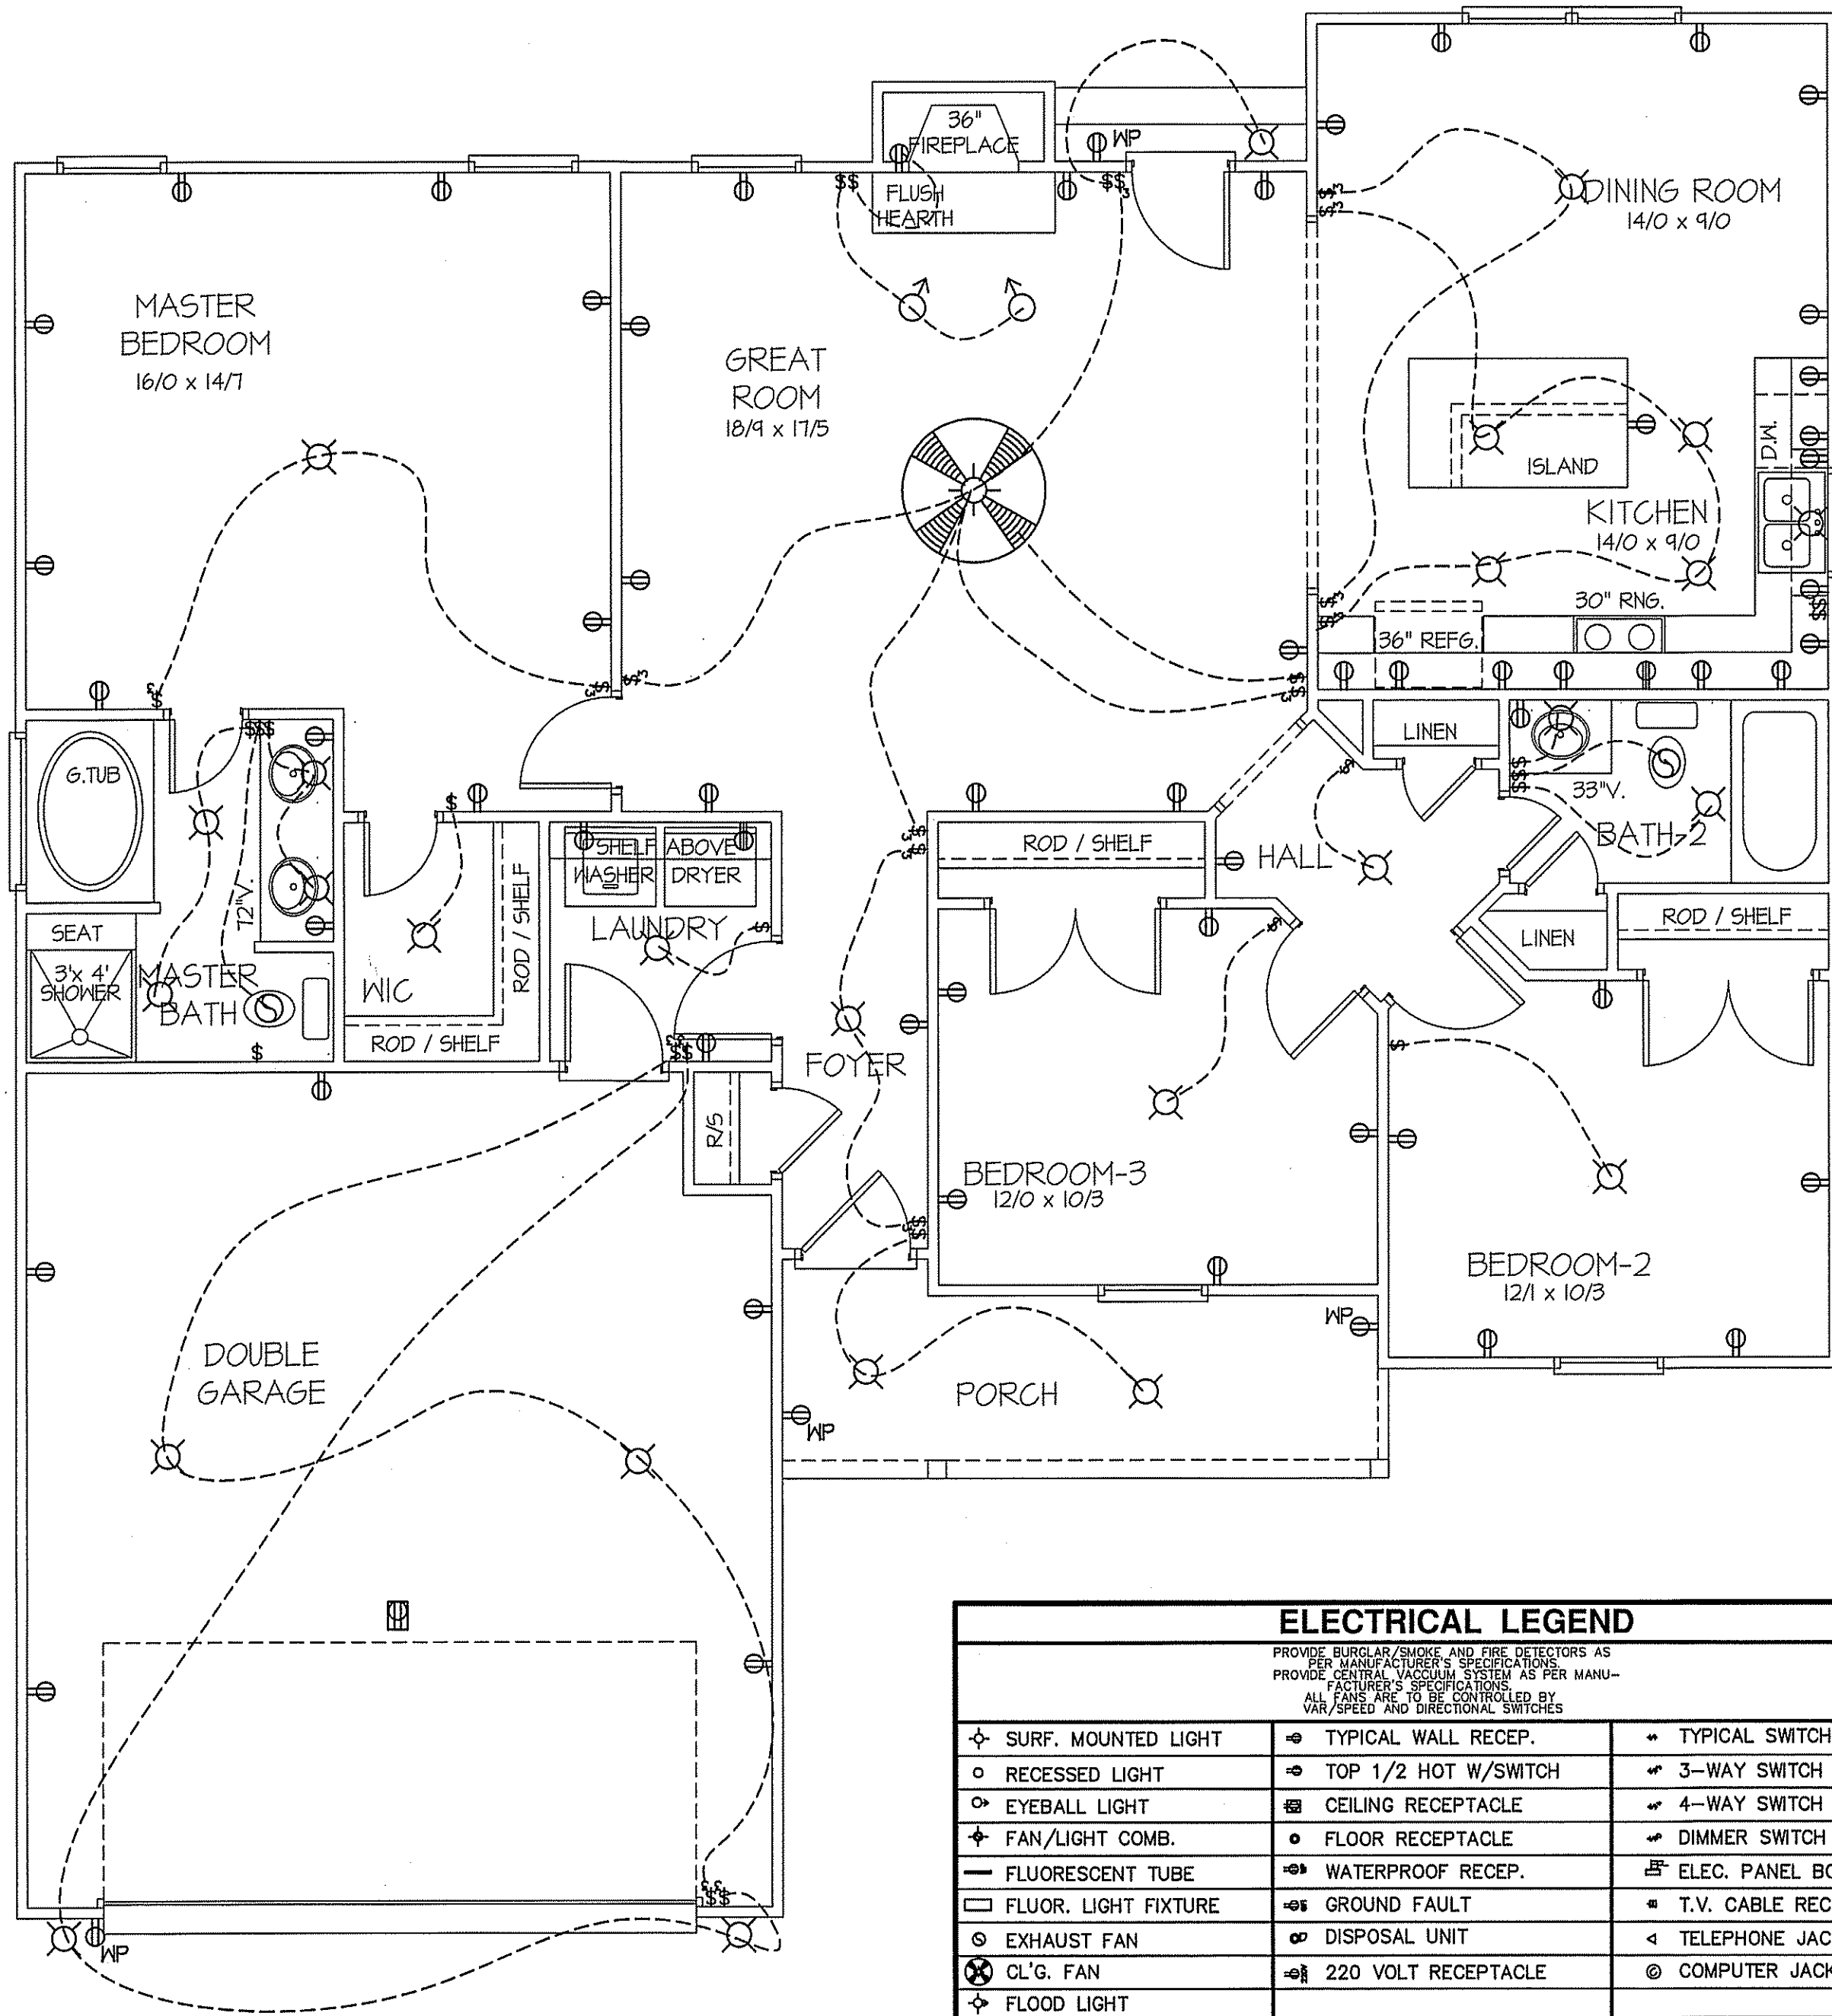 36"
FIREPLACE
WP
FLUSH
HEARTH
DINING ROOM
14/0 x 9/0
MASTER
BEDROOM
16/0 x 14/7
GREAT
ROOM
18/9 x 17/5
ISLAND
D.W.
KITCHEN
14/0 x 9/0
30" RNG.
36" REFG.
G.TUB
LINEN
33"V.
BATH-2
72"V.
SHELF ABOVE
WASHER
DRYER
ROD / SHELF
HALL
ROD / SHELF
LAUNDRY
SEAT
3'x 4'
SHOWER
MASTER
BATH
WIC
ROD / SHELF
ROD / SHELF
LINEN
FOYER
R/S
BEDROOM-3
12/0 x 10/3
BEDROOM-2
12/1 x 10/3
WP
DOUBLE
GARAGE
PORCH
WP
WP
ELECTRICAL LEGEND
PROVIDE BURGLAR/SMOKE AND FIRE DETECTORS AS
PER MANUFACTURER'S SPECIFICATIONS.
PROVIDE CENTRAL VACCUUM SYSTEM AS PER MANU-
FACTURER'S SPECIFICATIONS.
ALL FANS ARE TO BE CONTROLLED BY
VAR/SPEED AND DIRECTIONAL SWITCHES
SURF. MOUNTED LIGHT
TYPICAL WALL RECEP.
TYPICAL SWITCH
RECESSED LIGHT
TOP 1/2 HOT W/SWITCH
3-WAY SWITCH
EYEBALL LIGHT
CEILING RECEPTACLE
4-WAY SWITCH
FAN/LIGHT COMB.
FLOOR RECEPTACLE
DIMMER SWITCH
FLUORESCENT TUBE
WATERPROOF RECEP.
ELEC. PANEL BO
FLUOR. LIGHT FIXTURE
GROUND FAULT
T.V. CABLE REC
EXHAUST FAN
DISPOSAL UNIT
TELEPHONE JAC
CL'G. FAN
220 VOLT RECEPTACLE
COMPUTER JACK
FLOOD LIGHT